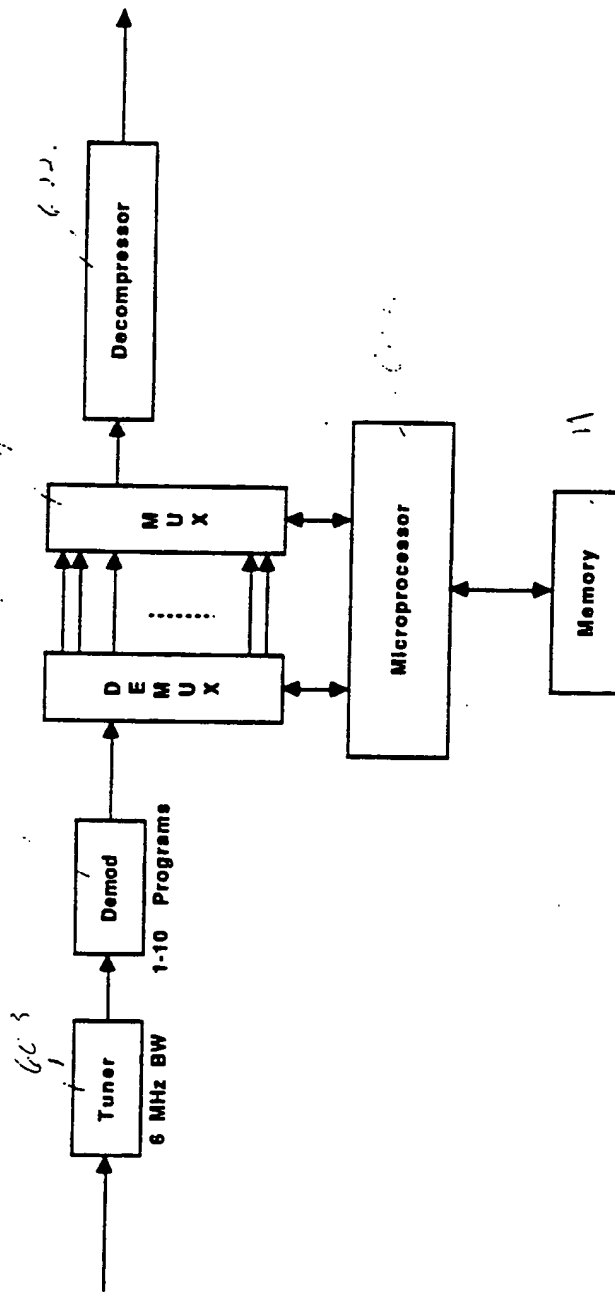 Tuner
6 MHz BW
Demod
1-10 Programs
DEMUX
MUX
Decompressor
Microprocessor
Memory